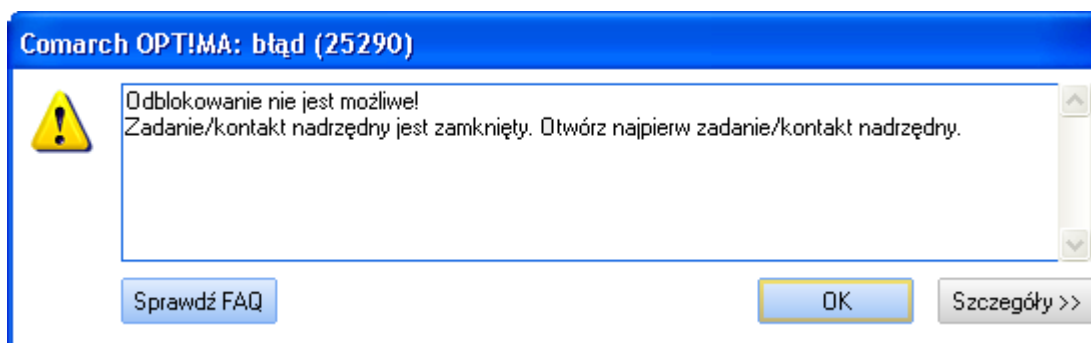 Comarch OPT!MA: błąd (25290)
Odblokowanie nie jest możliwe!
Zadanie/kontakt nadrzędny jest zamknięty. Otwórz najpierw zadanie/kontakt nadrzędny.
Sprawdź FAQ
OK
Szczegóły >>